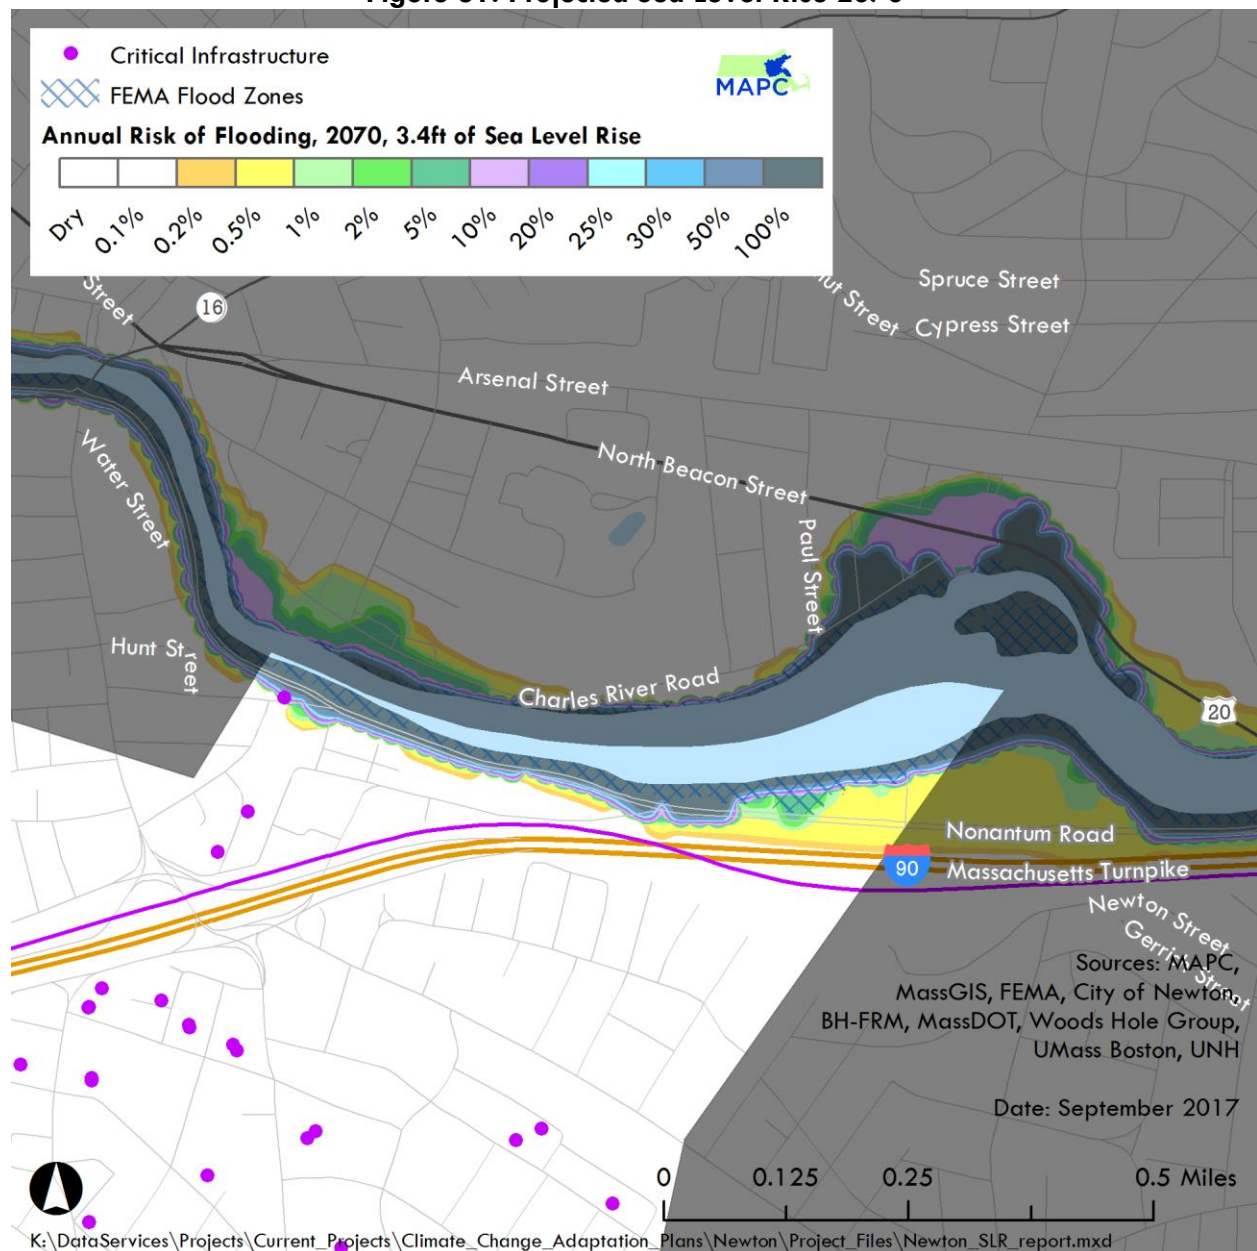 Critical Infrastructure
FEMA Flood Zones
MAPC
Annual Risk of Flooding, 2070, 3.4ft of Sea Level Rise
Dry 0.1% 0.2% 0.5% 1% 2% 5% 10% 20% 25% 30% 50% 100%
Street
16
Street
Spruce Street
Cypress Street
Arsenal Street
North Beacon Street
Water Street
Paul Street
Hunt Street
Charles River Road
20
Nonantum Road
90
Massachusetts Turnpike
Newton Street
Gerrish Street
Sources: MAPC,
MassGIS, FEMA, City of Newton,
BH-FRM, MassDOT, Woods Hole Group,
UMass Boston, UNH
Date: September 2017
0 0.125 0.25 0.5 Miles
K:\DataServices\Projects\Current_Projects\Climate_Change_Adaptation_Plans\Newton\Project_Files\Newton_SLR_report.mxd